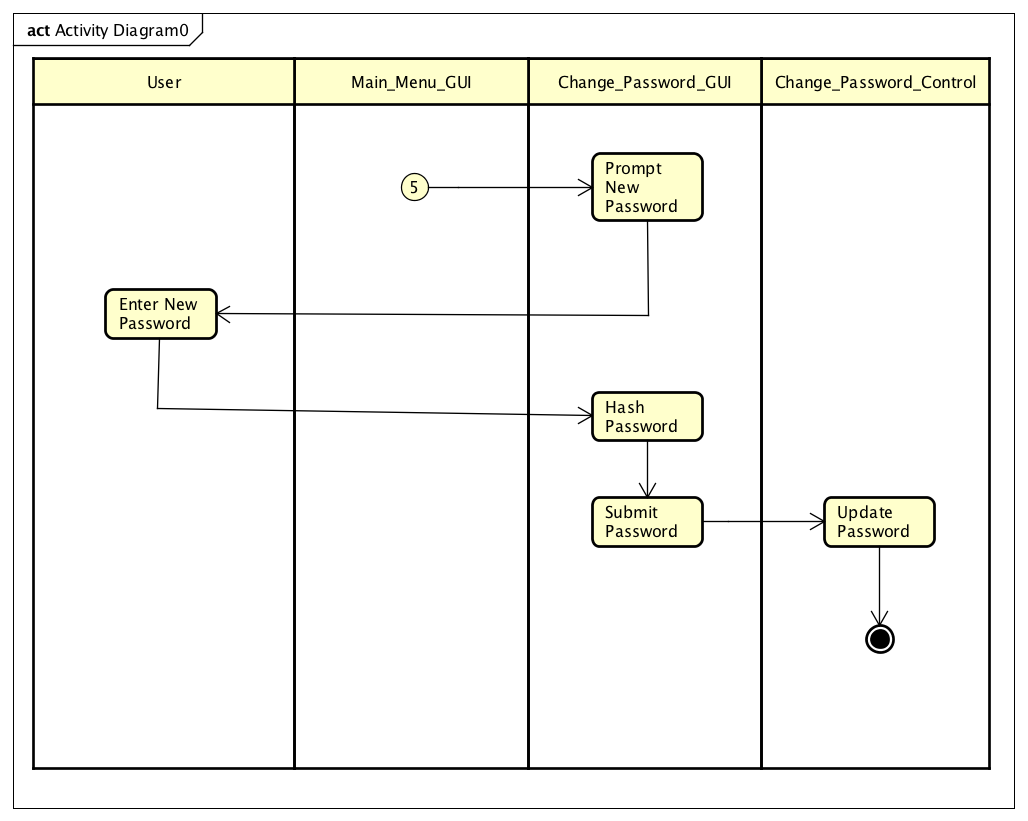 act Activity Diagram0
User
Main_Menu_GUI
Change_Password_GUI
Change_Password_Control
5
Prompt
New
Password
Enter New
Password
Hash
Password
Submit
Password
Update
Password